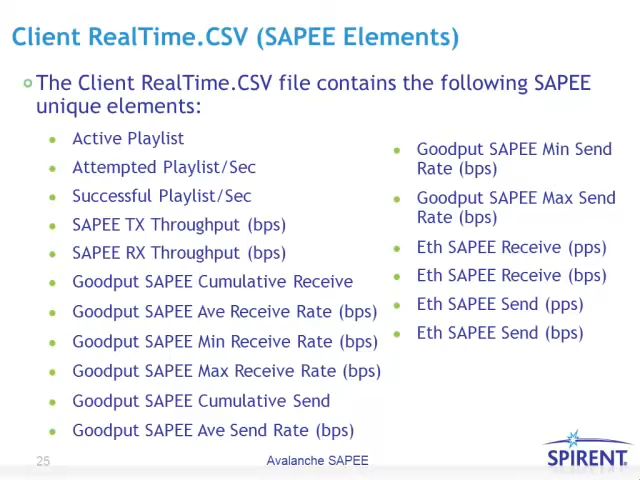 Client RealTime.CSV (SAPEE Elements)
The Client RealTime.CSV file contains the following SAPEE
unique elements:
Active Playlist
Attempted Playlist/Sec
Successful Playlist/Sec
SAPEE TX Throughput (bps)
SAPEE RX Throughput (bps)
Goodput SAPEE Cumulative Receive
Goodput SAPEE Ave Receive Rate (bps)
Goodput SAPEE Min Receive Rate (bps)
Goodput SAPEE Max Receive Rate (bps)
Goodput SAPEE Cumulative Send
Goodput SAPEE Ave Send Rate (bps)
Goodput SAPEE Min Send
Rate (bps)
Goodput SAPEE Max Send
Rate (bps)
Eth SAPEE Receive (pps)
Eth SAPEE Receive (bps)
Eth SAPEE Send (pps)
Eth SAPEE Send (bps)
25
Avalanche SAPEE
SPIRENT